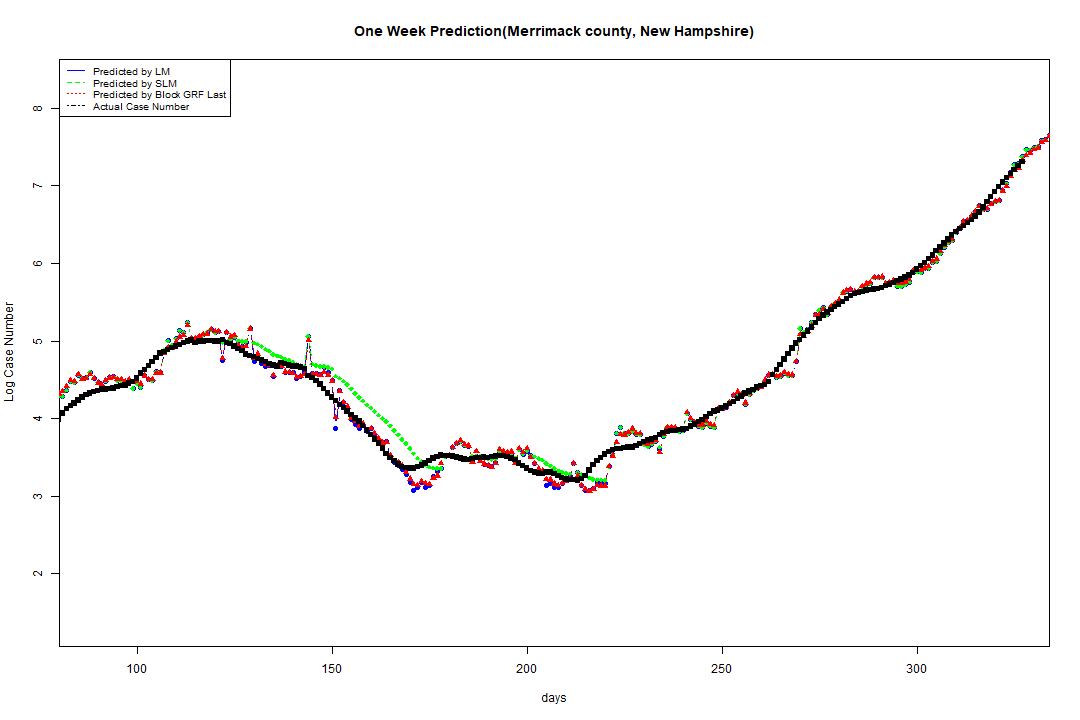 One Week Prediction(Merrimack county, New Hampshire)
Predicted by LM
Predicted by SLM
Predicted by Block GRF Last
Actual Case Number
8
7
6
5
4
3
2
Log Case Number
100 150 200 250 300
days